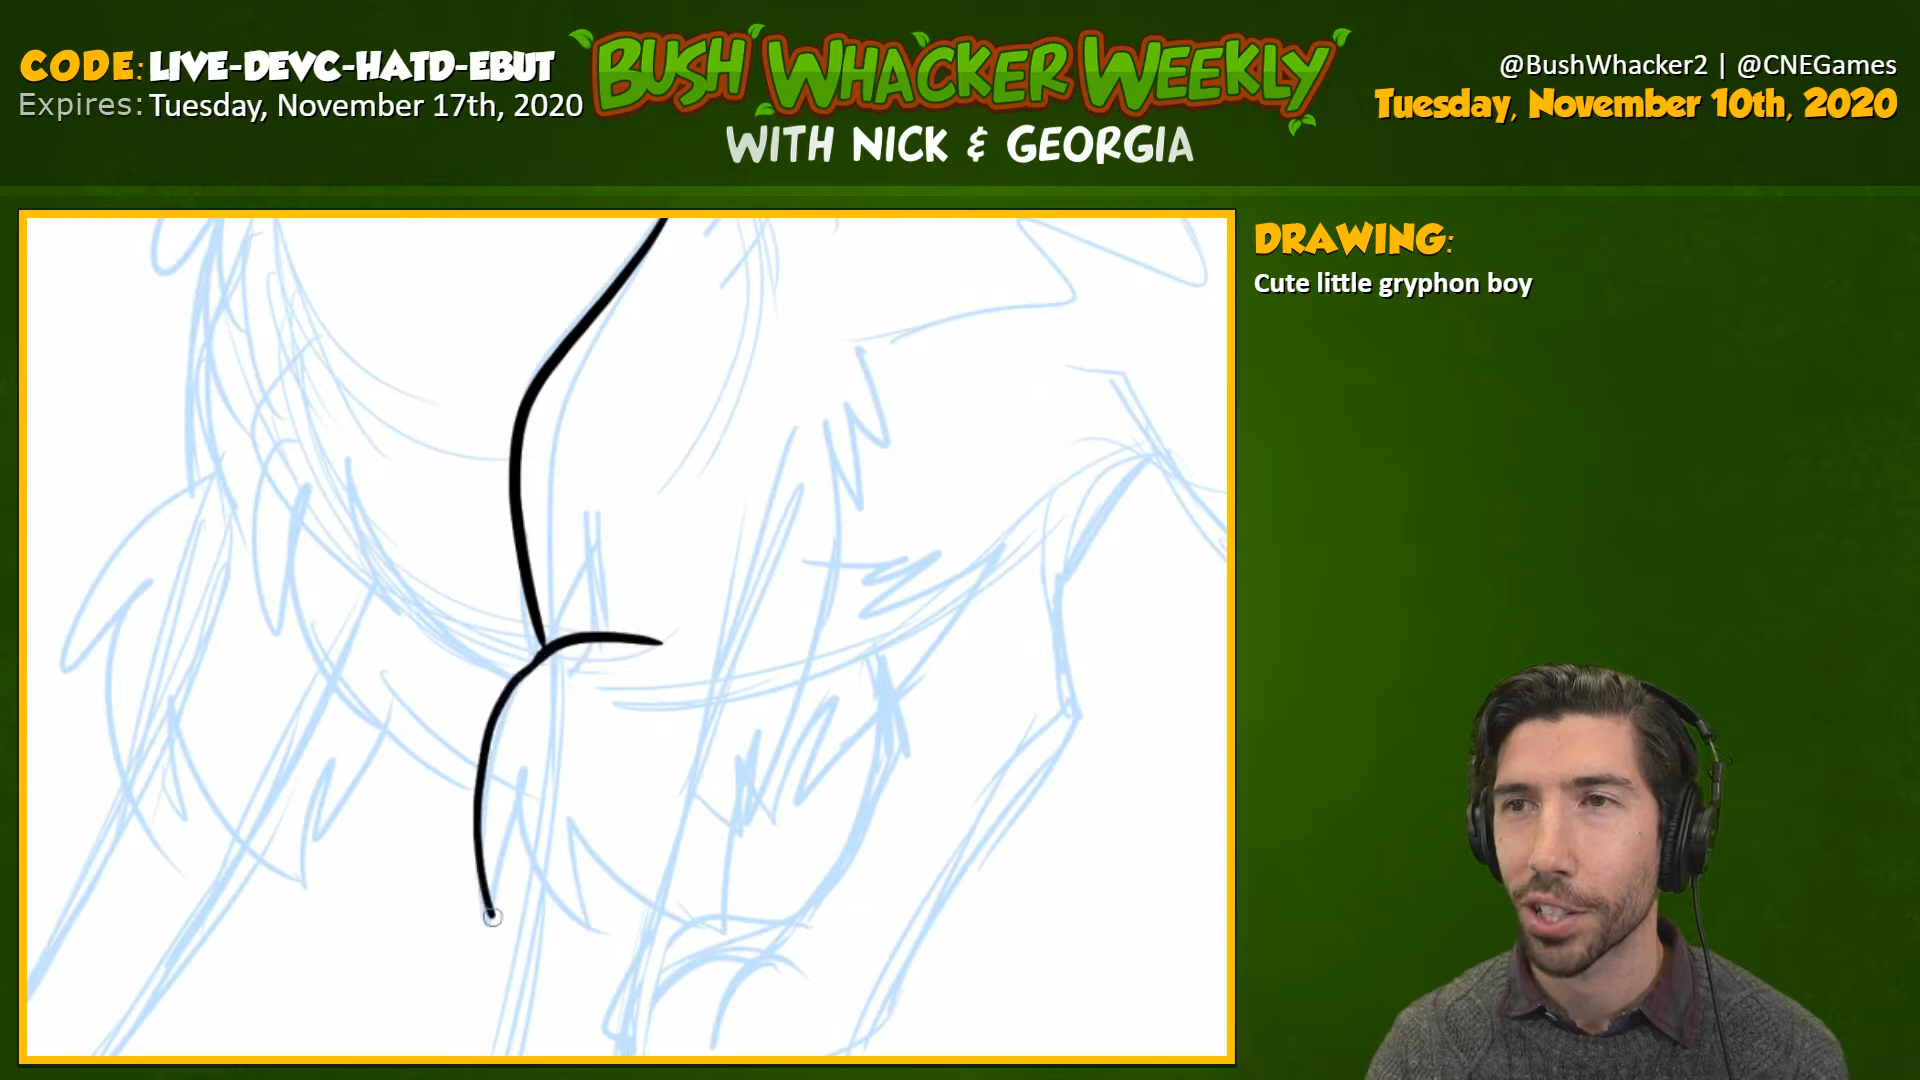 CODE: LIVE-DEVC-HATD-EBUT
Expires: Tuesday, November 17th, 2020
BUSH WHACKER WEEKLY
WITH NICK & GEORGIA
@BushWhacker2 | @CNEGames
Tuesday, November 10th, 2020
DRAWING:
Cute little gryphon boy